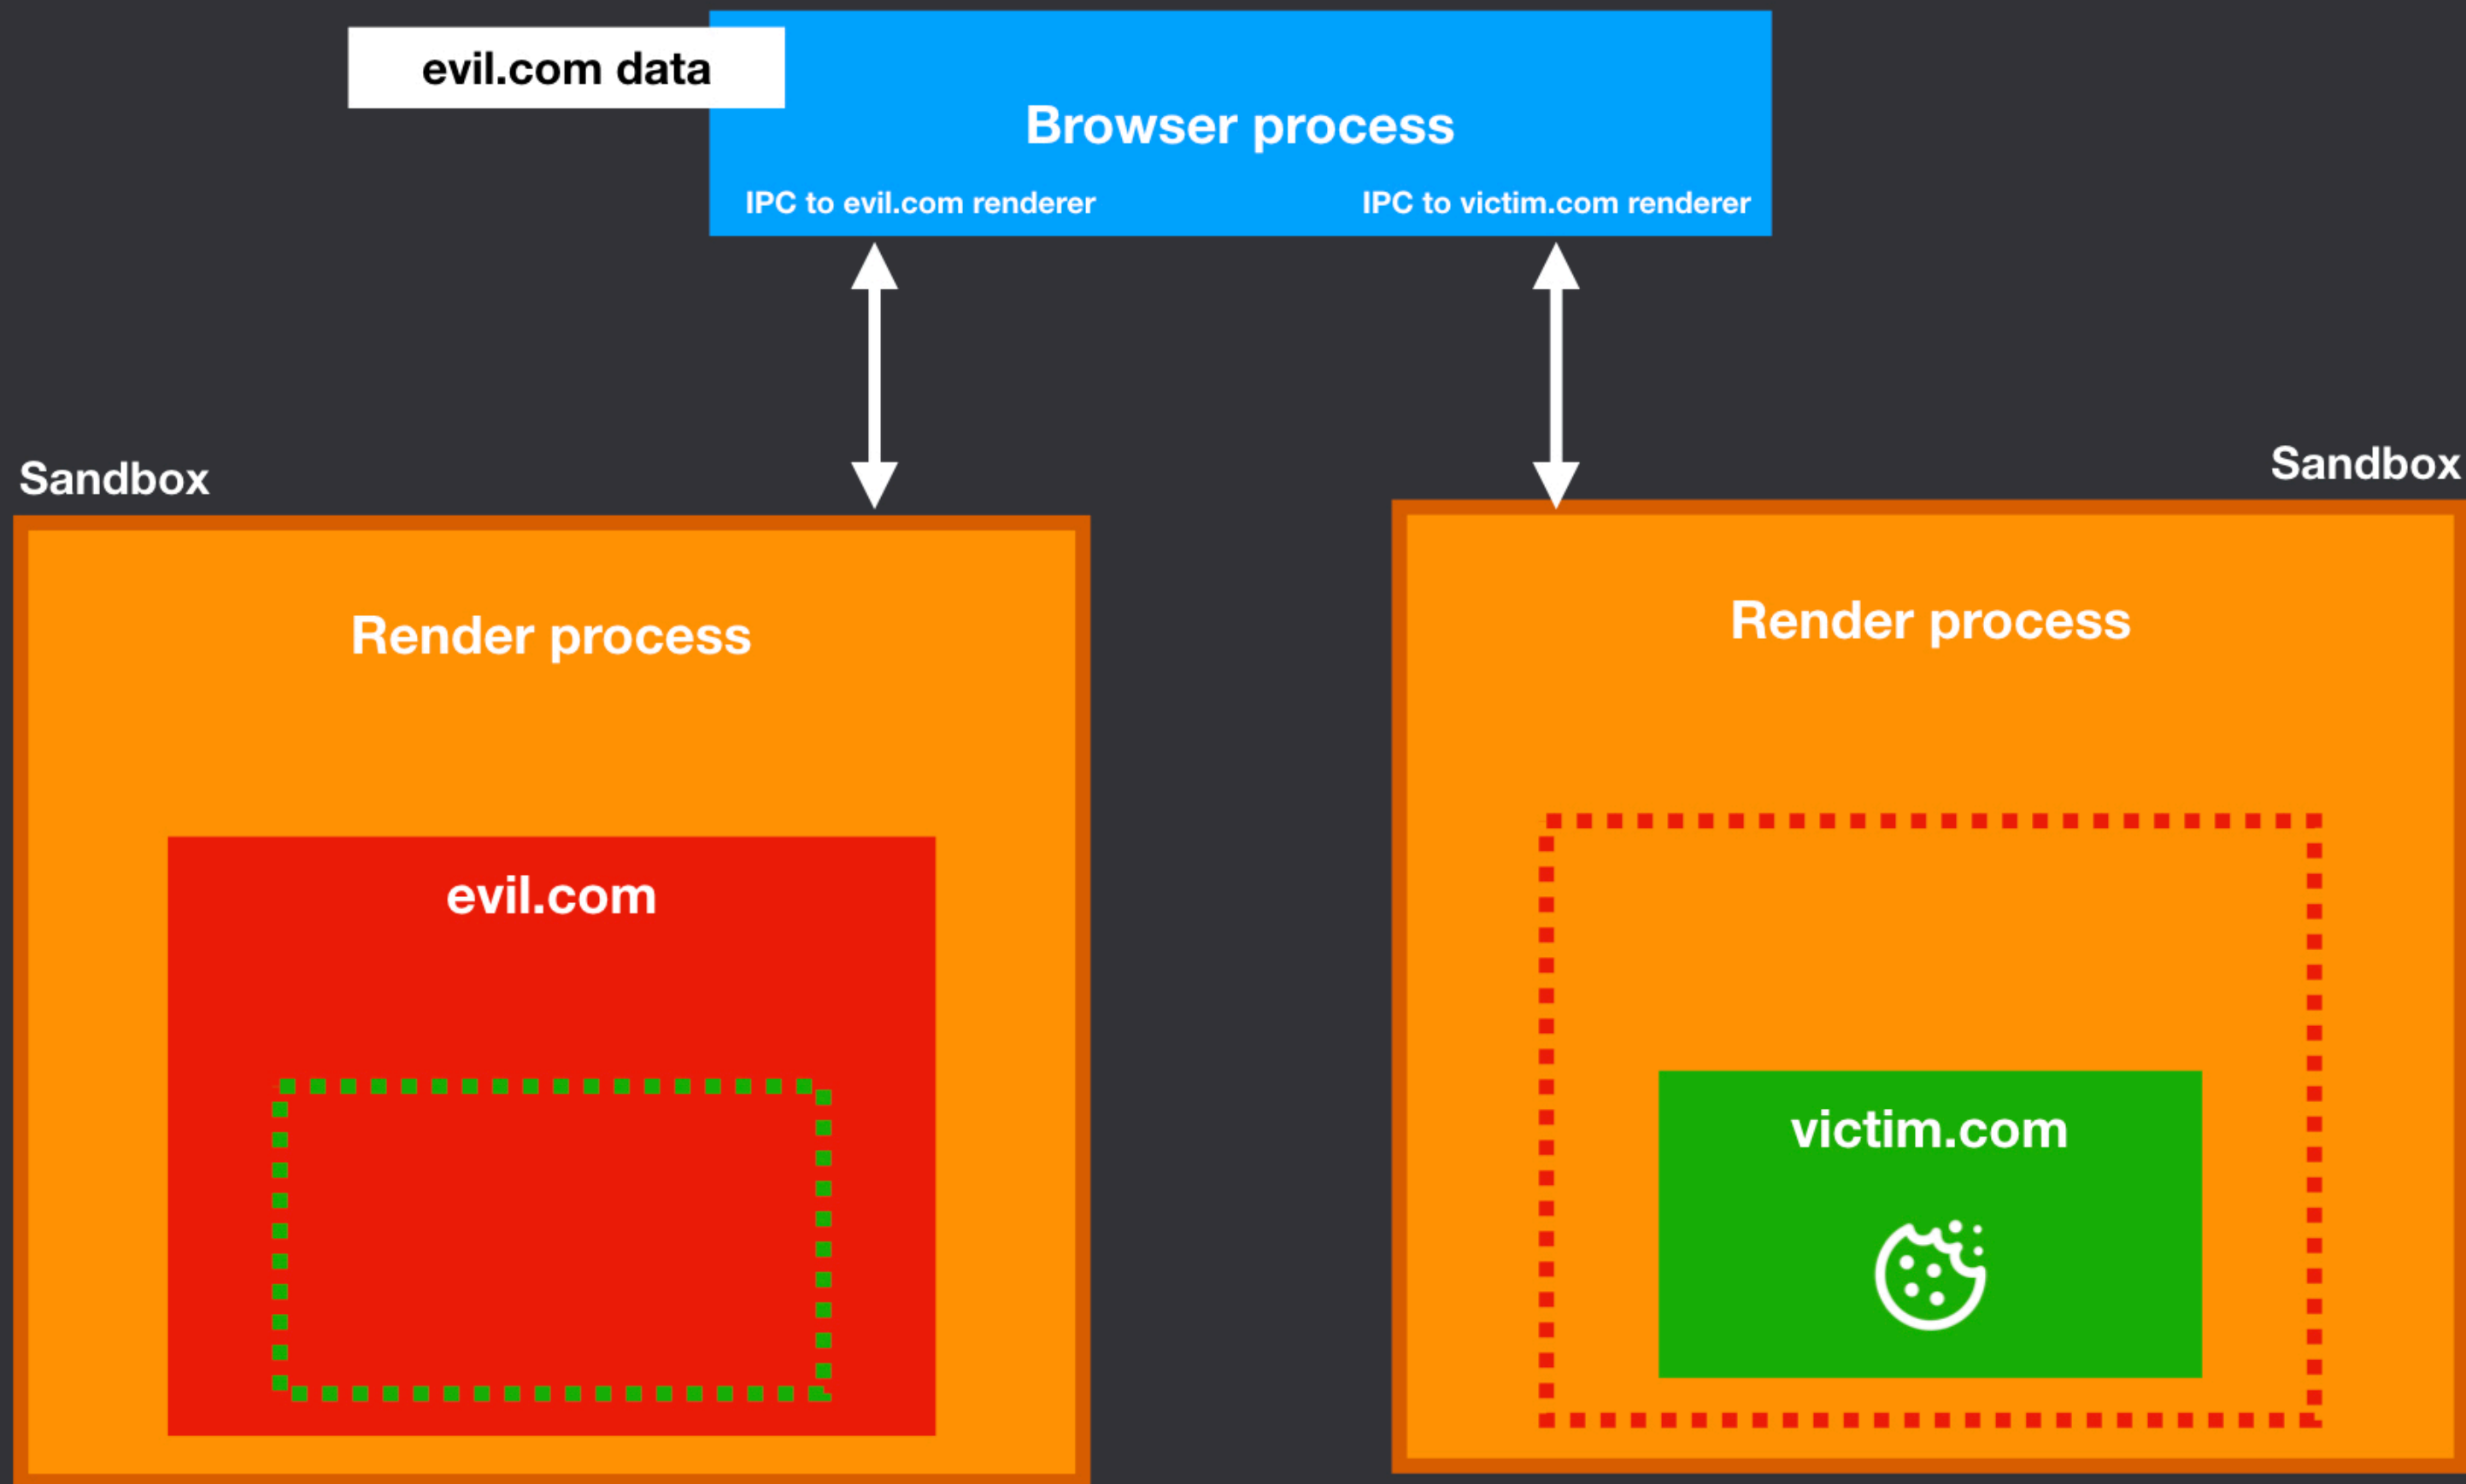 evil.com data
Browser process
IPC to evil.com renderer
IPC to victim.com renderer
Sandbox
Sandbox
Render process
Render process
evil.com
victim.com